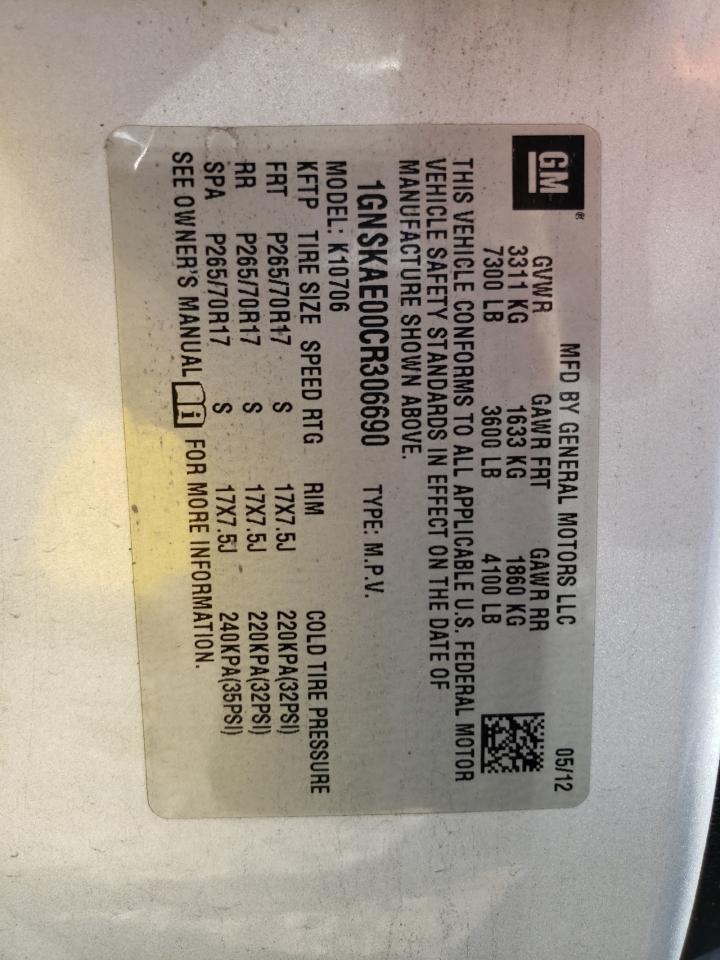 GM®
MFD BY GENERAL MOTORS LLC 05/12
GVWR GAWR FRT GAWR RR
3311 KG 1633 KG 1860 KG
7300 LB 3600 LB 4100 LB
THIS VEHICLE CONFORMS TO ALL APPLICABLE U.S. FEDERAL MOTOR
VEHICLE SAFETY STANDARDS IN EFFECT ON THE DATE OF
MANUFACTURE SHOWN ABOVE.
1GNSKAE00CR306690 TYPE: M.P.V.
MODEL: K10706
KFTP TIRE SIZE SPEED RTG RIM COLD TIRE PRESSURE
FRT P265/70R17 S 17X7.5J 220KPA(32PSI)
RR P265/70R17 S 17X7.5J 220KPA(32PSI)
SPA P265/70R17 S 17X7.5J 240KPA(35PSI)
SEE OWNER'S MANUAL i FOR MORE INFORMATION.